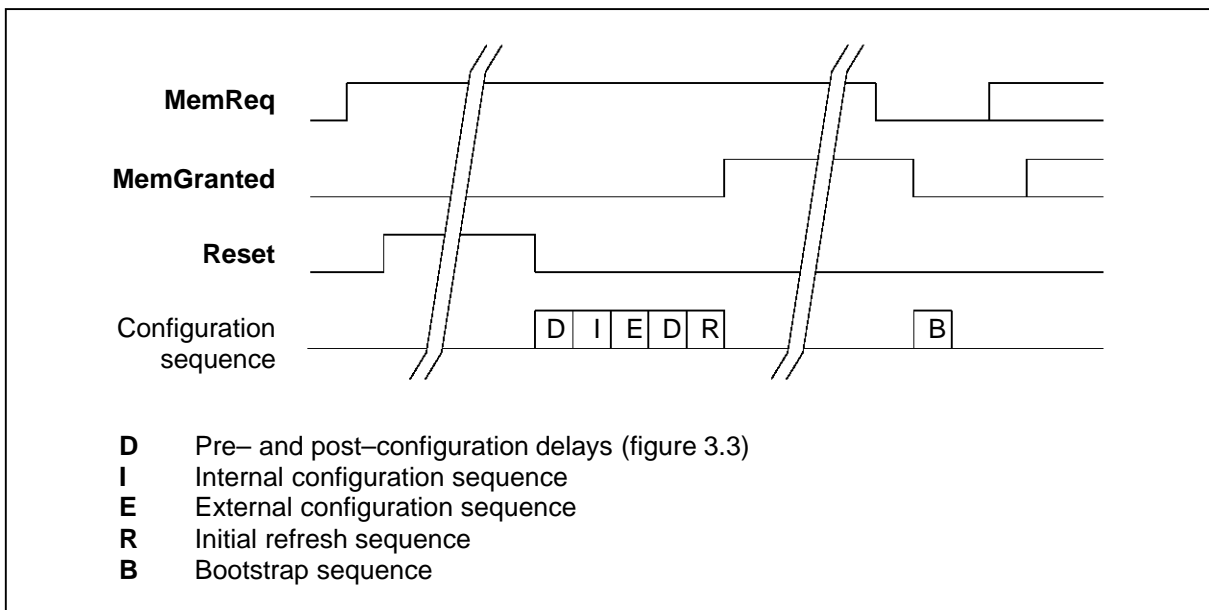 MemReq
MemGranted
Reset
Configuration
sequence
D I E D R B
D Pre– and post–configuration delays (figure 3.3)
I Internal configuration sequence
E External configuration sequence
R Initial refresh sequence
B Bootstrap sequence